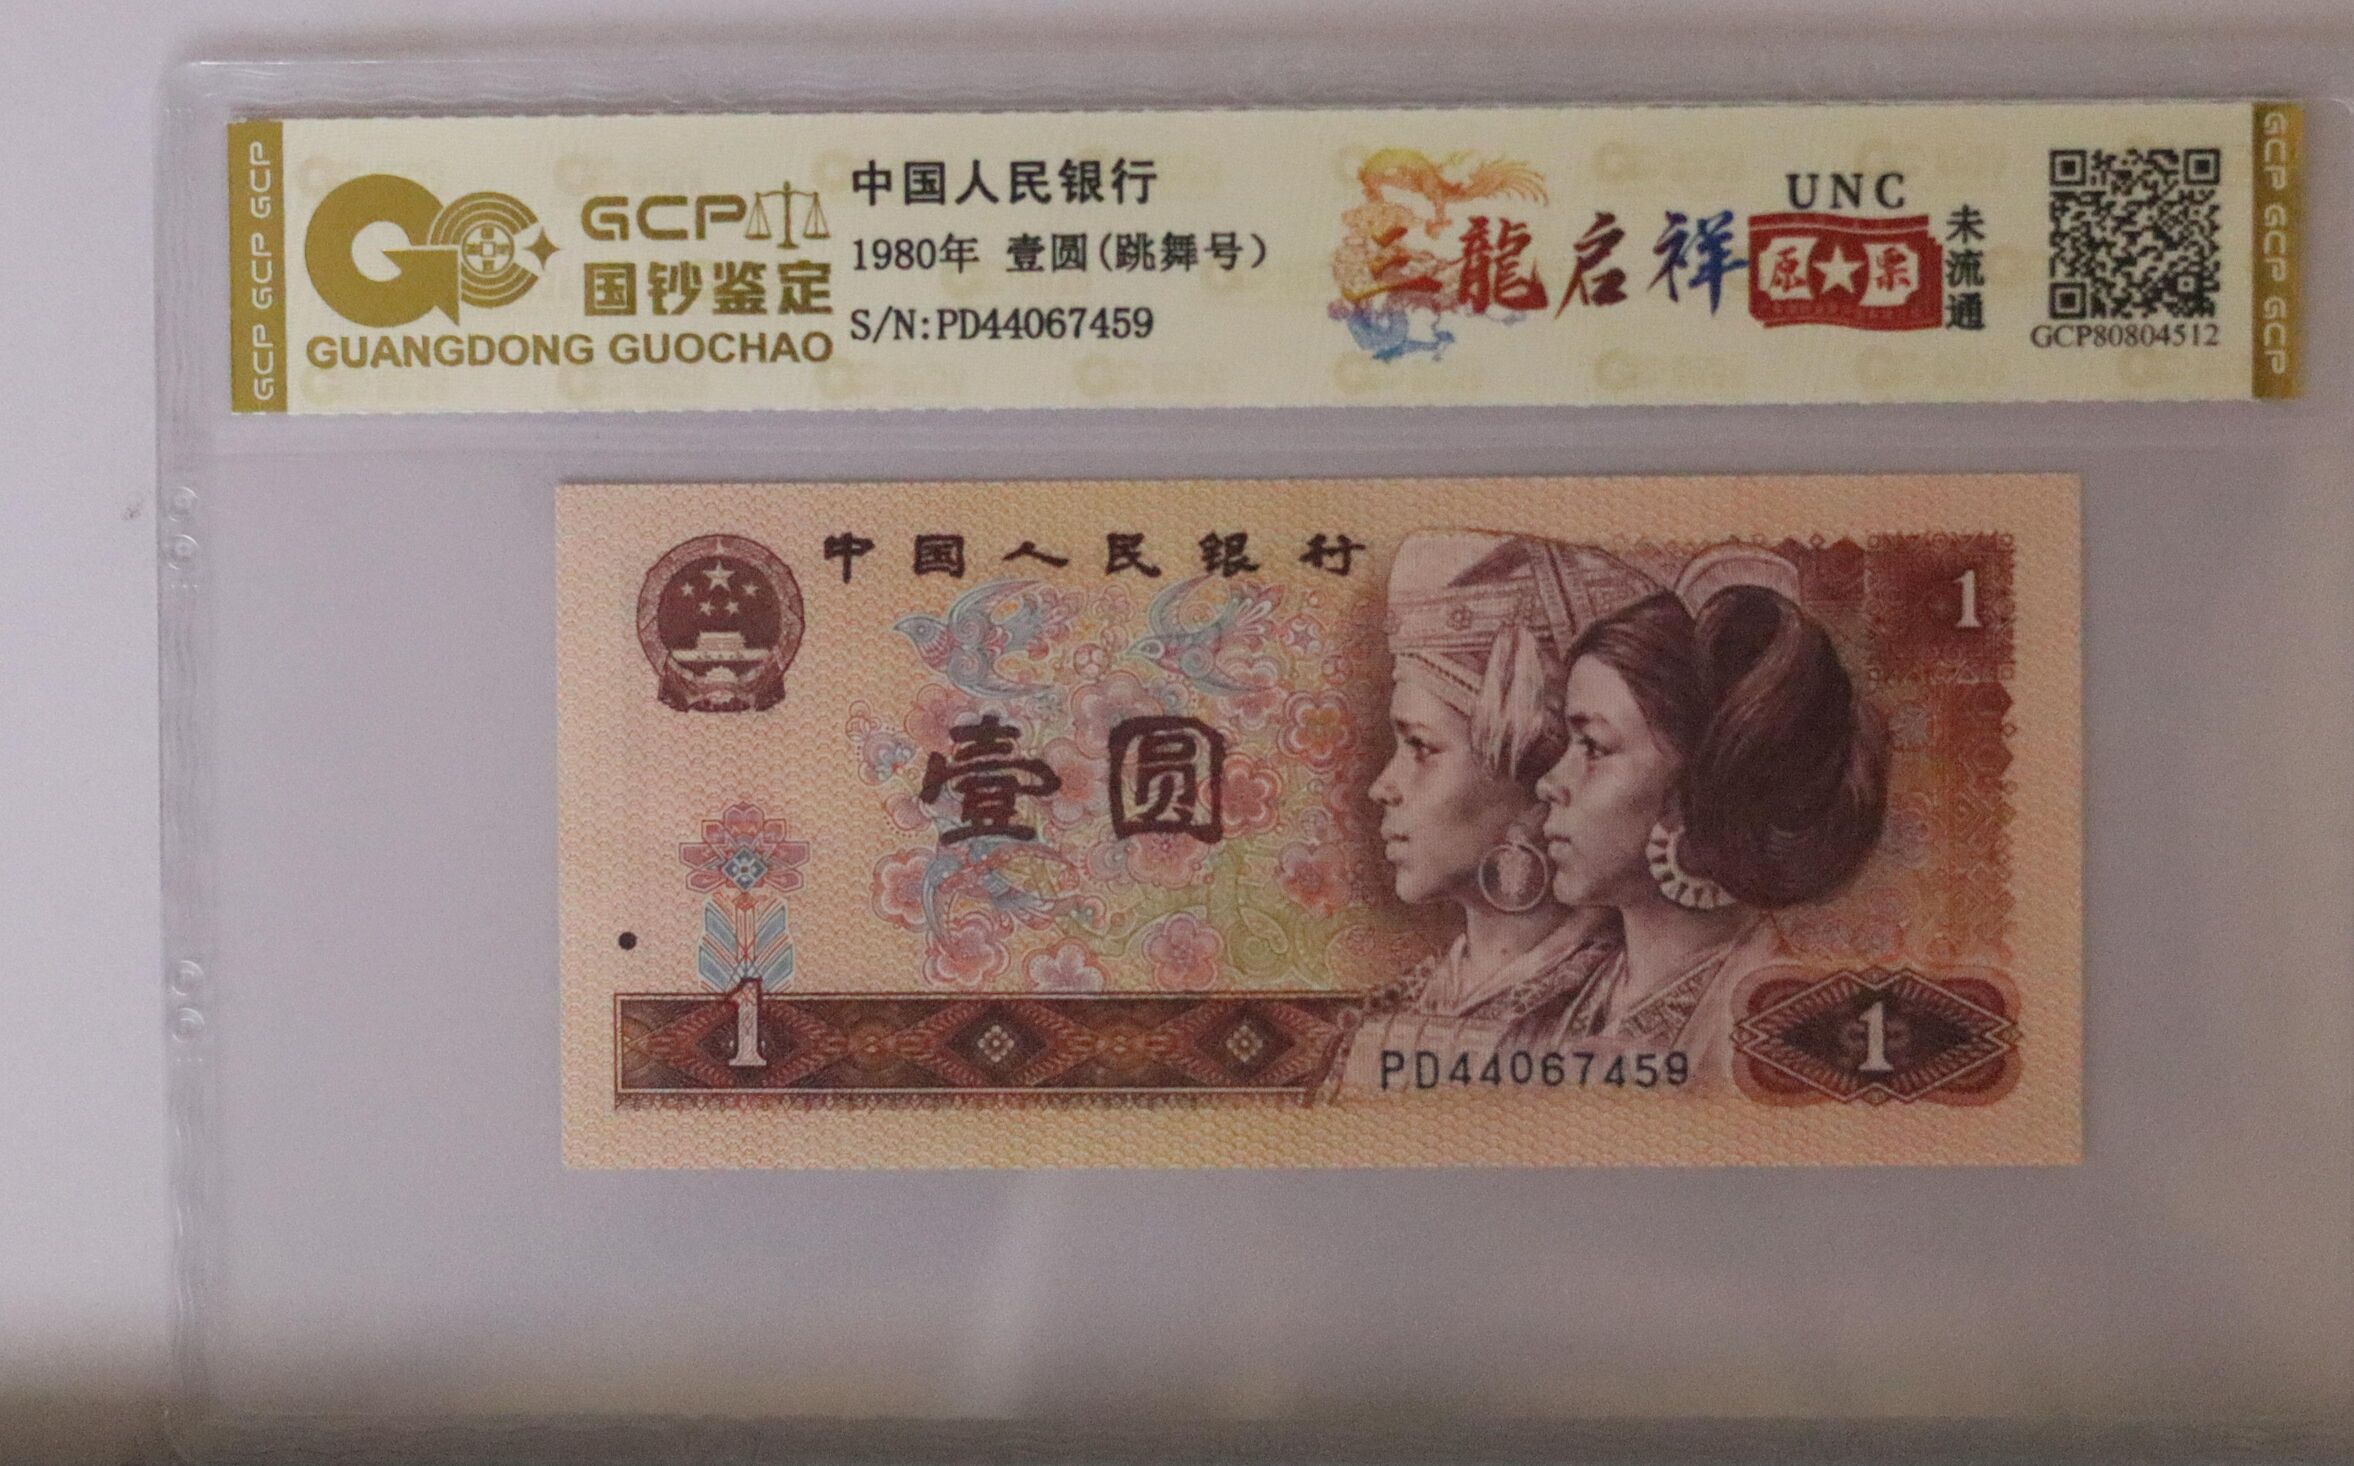 GCP GCP GCP
GCP
国钞鉴定
GUANGDONG GUOCHAO
中国人民银行
1980年 壹圆(跳舞号)
S/N:PD44067459
三龍启祥
UNC
原★票
未流通
GCP80804512
GCP GCP GCP
中国人民银行
1
壹圆
1
PD44067459
1